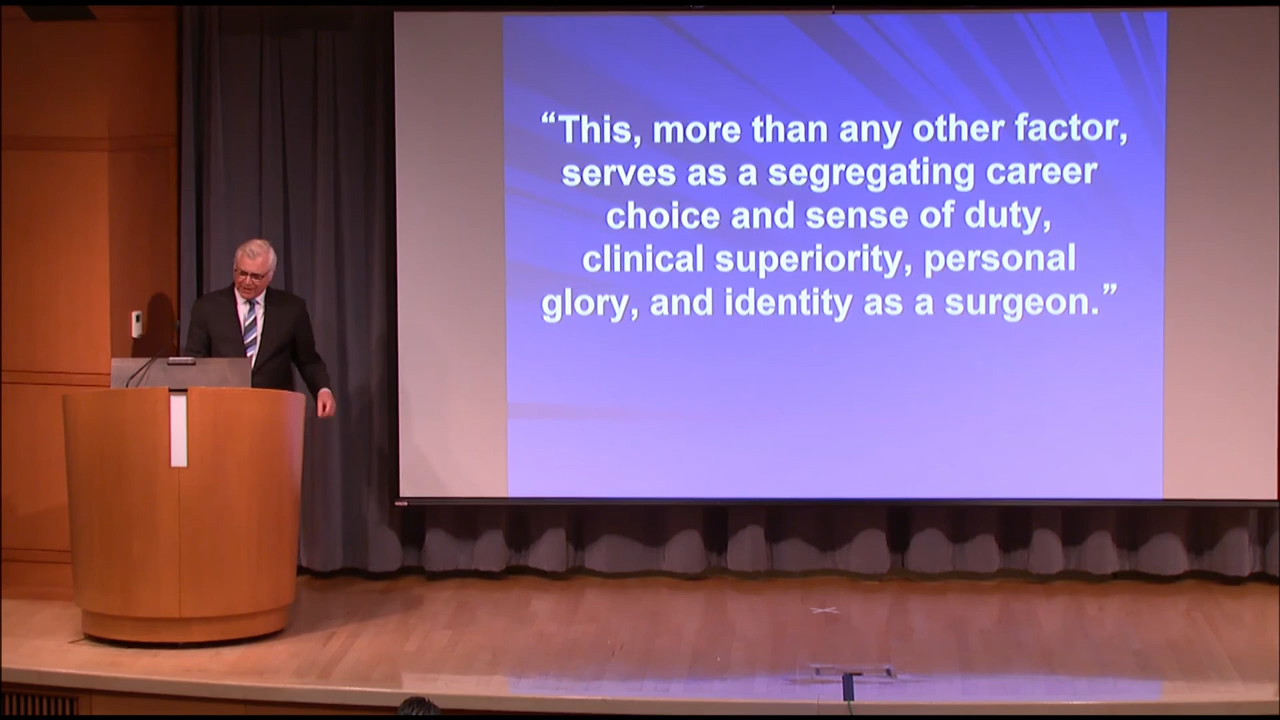 “This, more than any other factor,
serves as a segregating career
choice and sense of duty,
clinical superiority, personal
glory, and identity as a surgeon.”